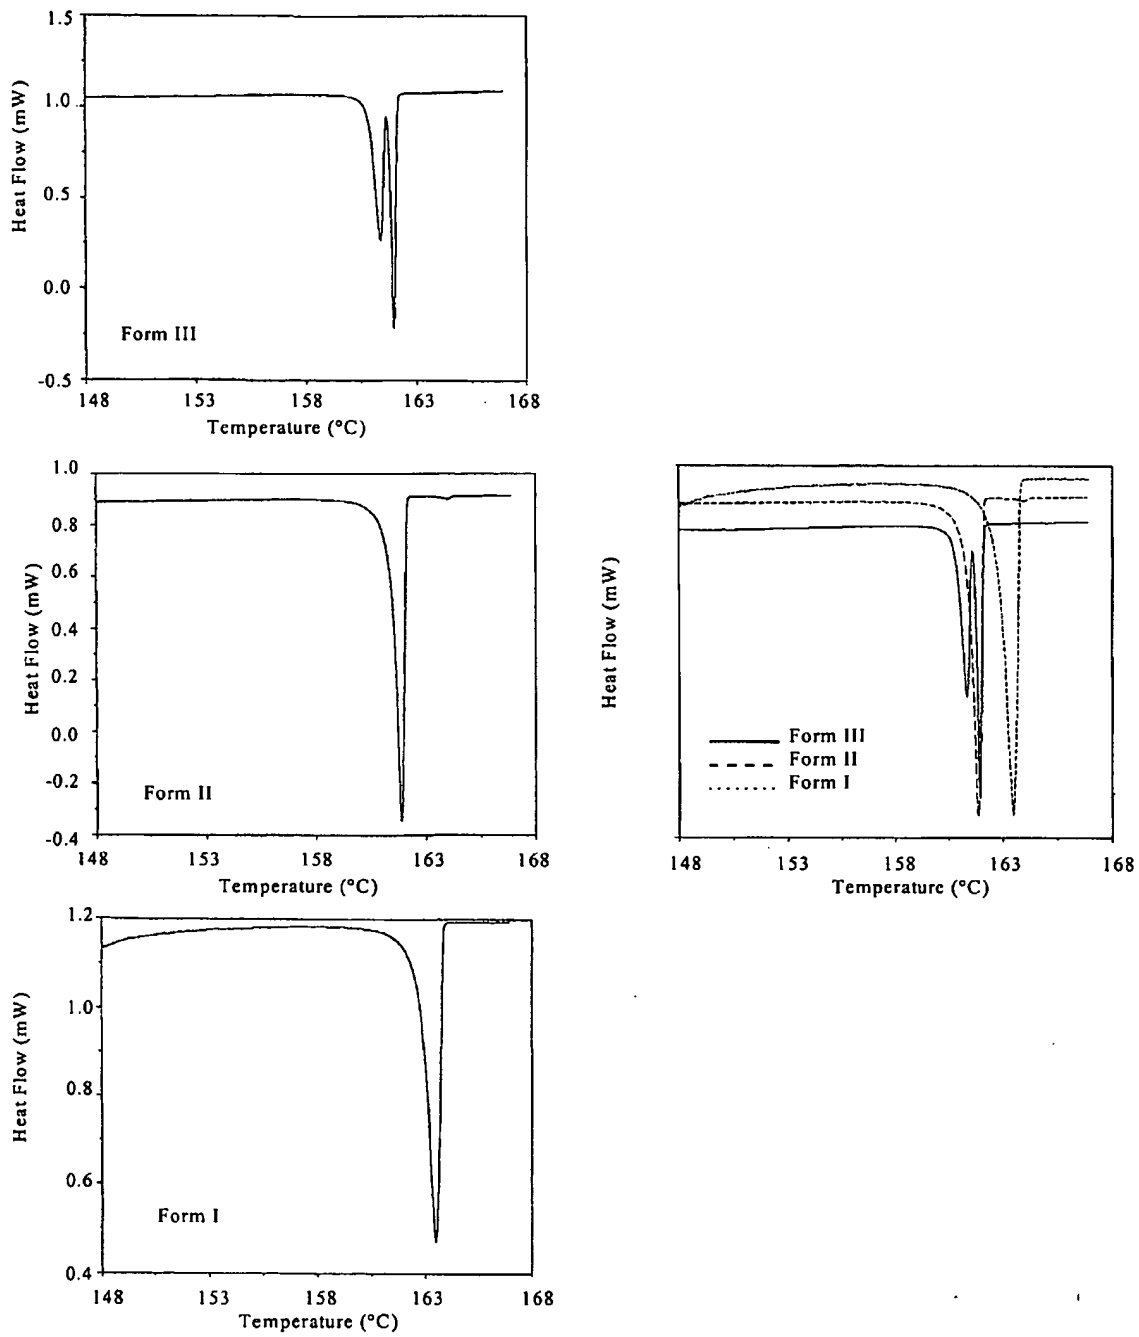 1.5
1.0
0.5
0.0
-0.5
Heat Flow (mW)
Form III
148 153 158 163 168
Temperature (°C)
1.0
0.8
0.6
0.4
0.2
0.0
-0.2
-0.4
Heat Flow (mW)
Form II
148 153 158 163 168
Temperature (°C)
Heat Flow (mW)
Form III
Form II
Form I
148 153 158 163 168
Temperature (°C)
1.2
1.0
0.8
0.6
0.4
Heat Flow (mW)
Form I
148 153 158 163 168
Temperature (°C)